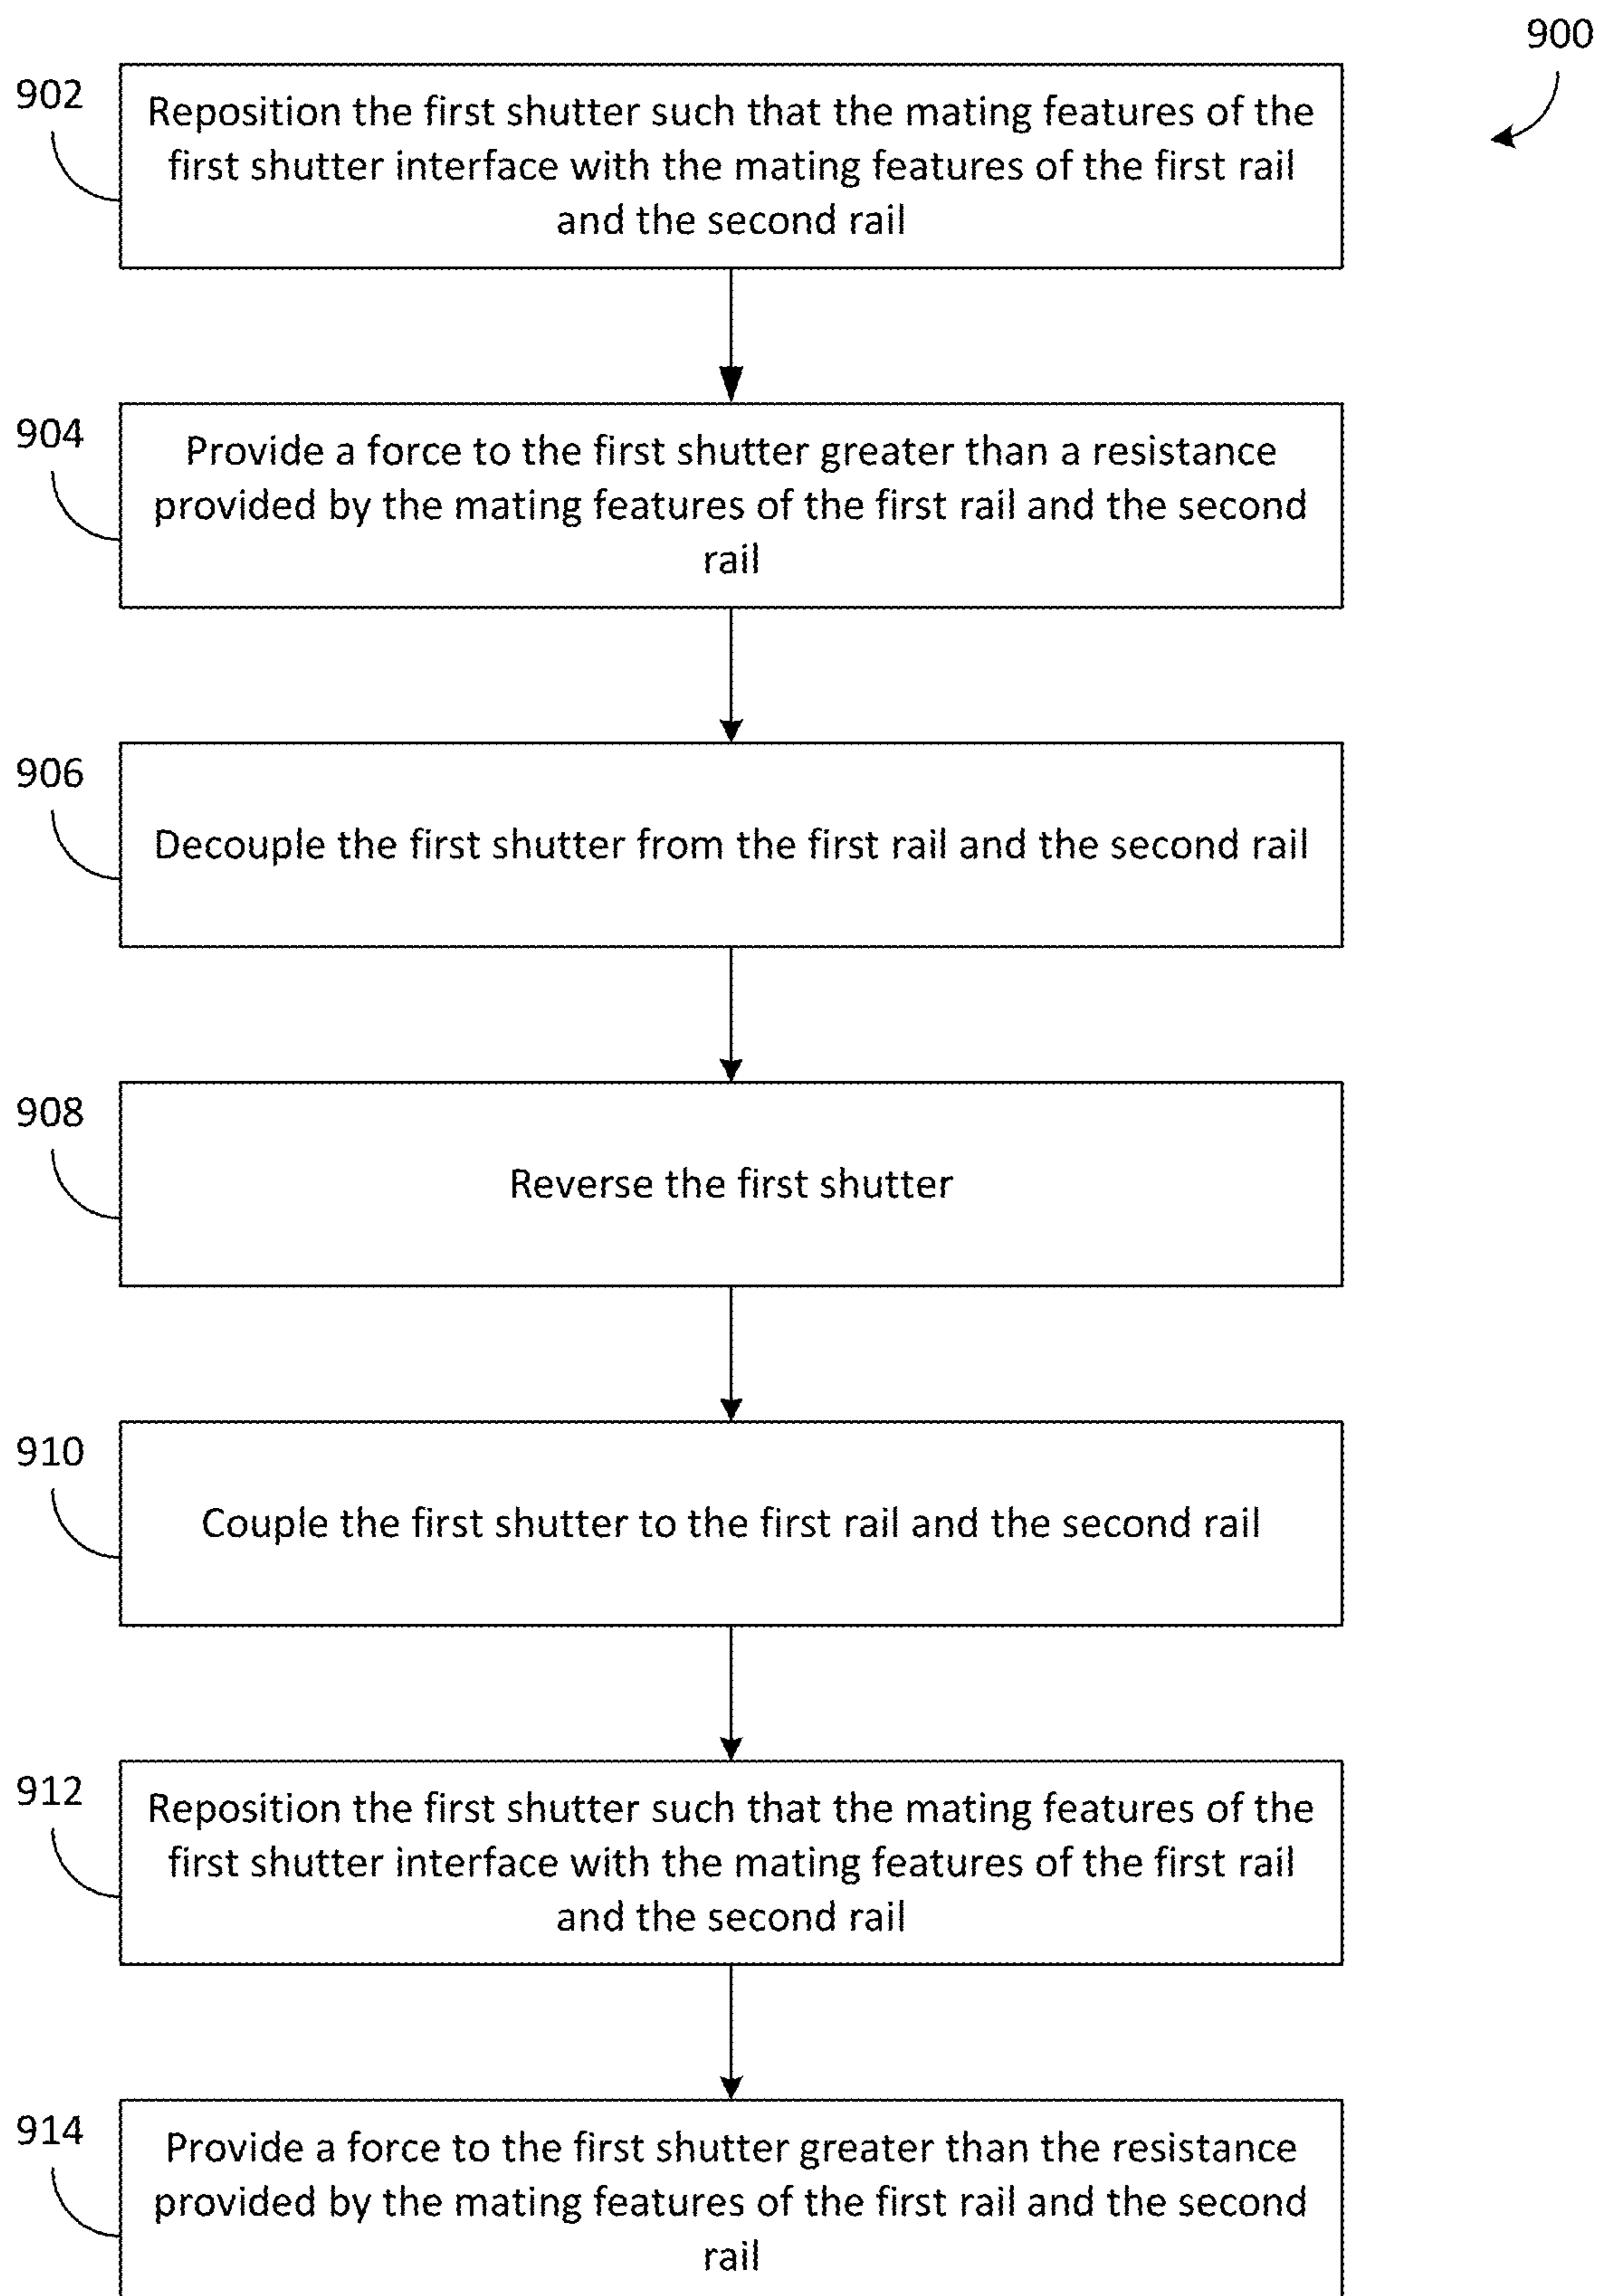 900
902
Reposition the first shutter such that the mating features of the
first shutter interface with the mating features of the first rail
and the second rail
904
Provide a force to the first shutter greater than a resistance
provided by the mating features of the first rail and the second
rail
906
Decouple the first shutter from the first rail and the second rail
908
Reverse the first shutter
910
Couple the first shutter to the first rail and the second rail
912
Reposition the first shutter such that the mating features of the
first shutter interface with the mating features of the first rail
and the second rail
914
Provide a force to the first shutter greater than the resistance
provided by the mating features of the first rail and the second
rail